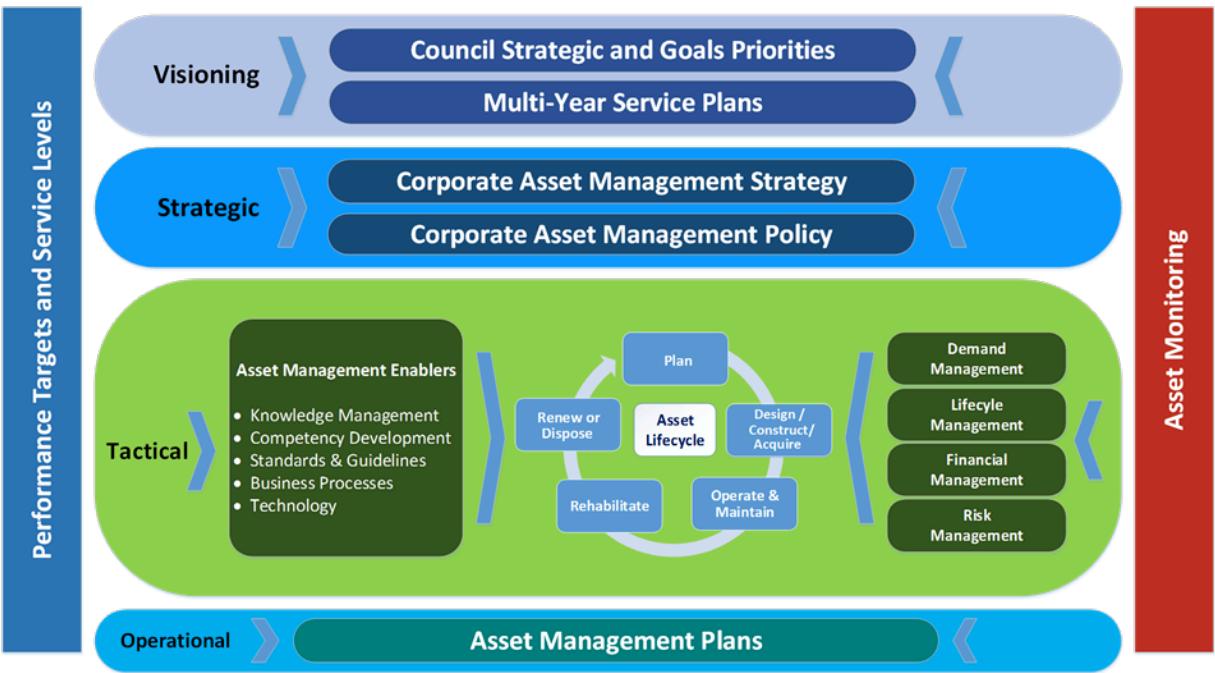 Performance Targets and Service Levels
Visioning
Council Strategic and Goals Priorities
Multi-Year Service Plans
Strategic
Corporate Asset Management Strategy
Corporate Asset Management Policy
Tactical
Asset Management Enablers
• Knowledge Management
• Competency Development
• Standards & Guidelines
• Business Processes
• Technology
Asset
Lifecycle
Plan
Design /
Construct/
Acquire
Operate &
Maintain
Rehabilitate
Renew or
Dispose
Demand
Management
Lifecyle
Management
Financial
Management
Risk
Management
Operational
Asset Management Plans
Asset Monitoring